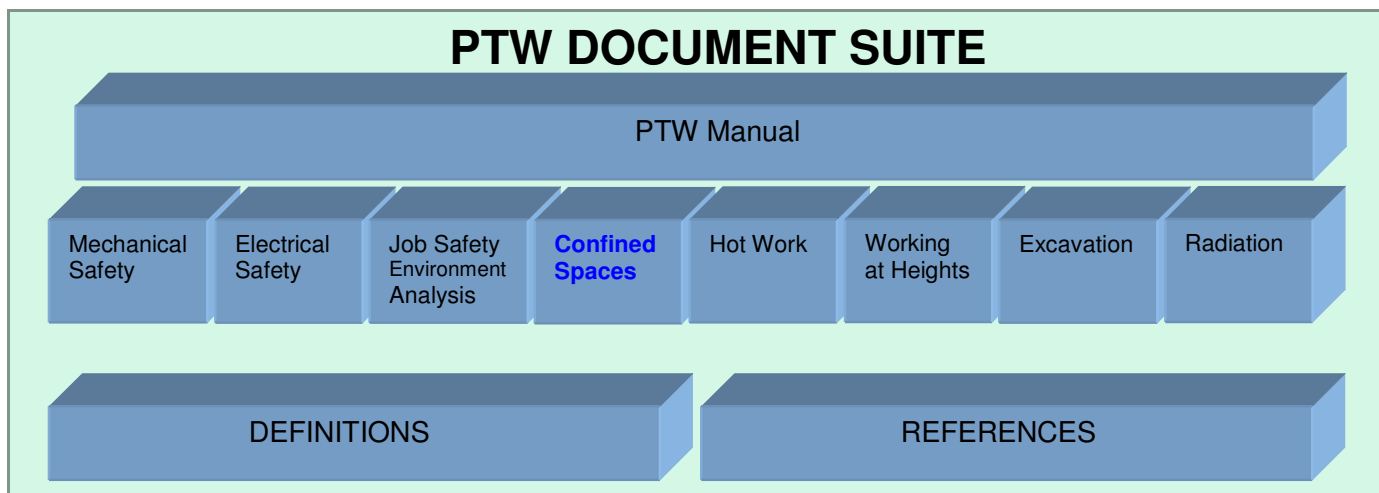 PTW DOCUMENT SUITE
PTW Manual
Mechanical
Safety
Electrical
Safety
Job Safety
Environment
Analysis
Confined
Spaces
Hot Work
Working
at Heights
Excavation
Radiation
DEFINITIONS
REFERENCES